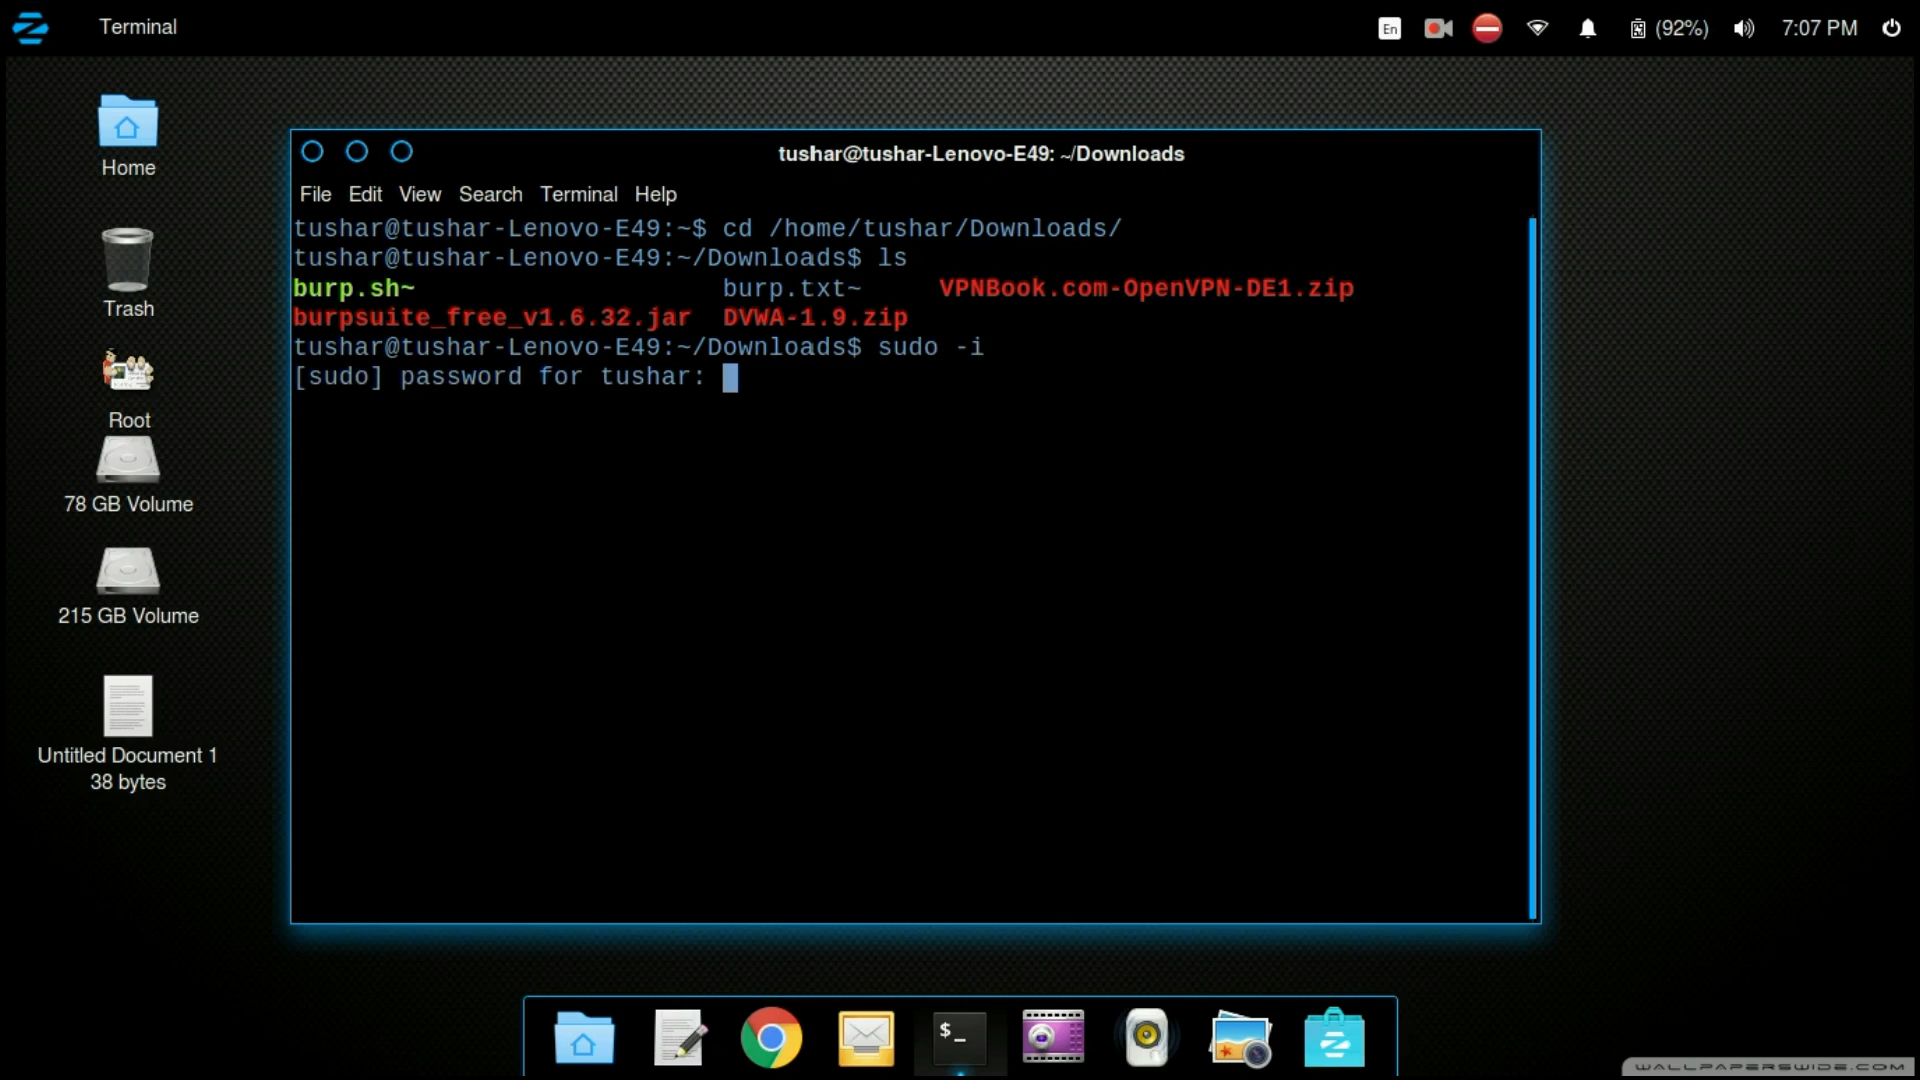 Terminal
En
(92%)
7:07 PM
Home
Trash
Root
78 GB Volume
215 GB Volume
Untitled Document 1
38 bytes
tushar@tushar-Lenovo-E49: ~/Downloads
File Edit View Search Terminal Help
tushar@tushar-Lenovo-E49:~$ cd /home/tushar/Downloads/
tushar@tushar-Lenovo-E49:~/Downloads$ ls
burp.sh~ burp.txt~ VPNBook.com-OpenVPN-DE1.zip
burpsuite_free_v1.6.32.jar DVWA-1.9.zip
tushar@tushar-Lenovo-E49:~/Downloads$ sudo -i
[sudo] password for tushar:
$_
WALLPAPERSWIDE.COM